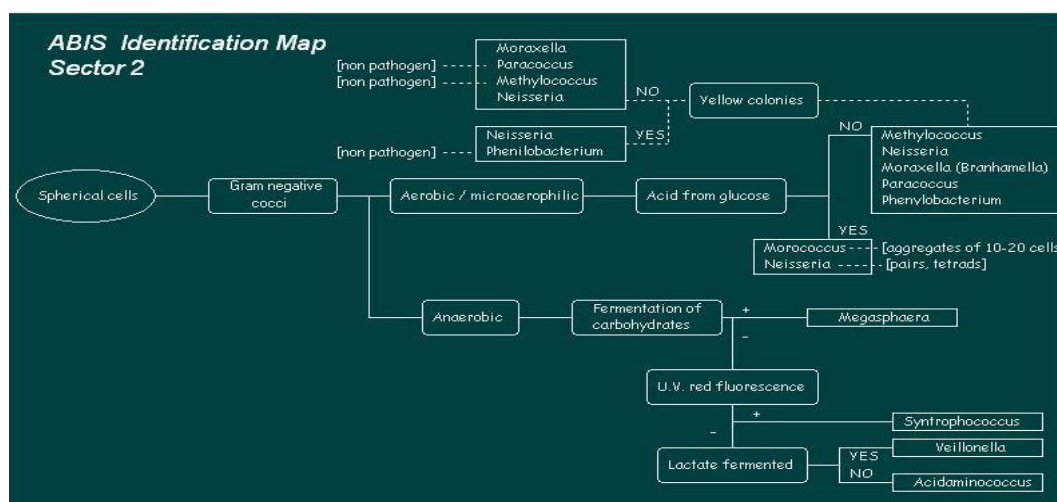 ABIS Identification Map
Sector 2
Moraxella
[non pathogen] Paracoccus
[non pathogen] Methylococcus
Neisseria
NO
Yellow colonies
Neisseria
YES
[non pathogen] Phenilobacterium
NO
Methylococcus
Neisseria
Moraxella (Branhamella)
Paracoccus
Phenylobacterium
Spherical cells
Gram negative
cocci
Aerobic / microaerophilic
Acid from glucose
YES
Morococcus [aggregates of 10-20 cells
Neisseria [pairs, tetrads]
Anaerobic
Fermentation of
carbohydrates
+
Megasphaera
-
U.V. red fluorescence
+
Syntrophococcus
-
Lactate fermented
YES
Veillonella
NO
Acidaminococcus